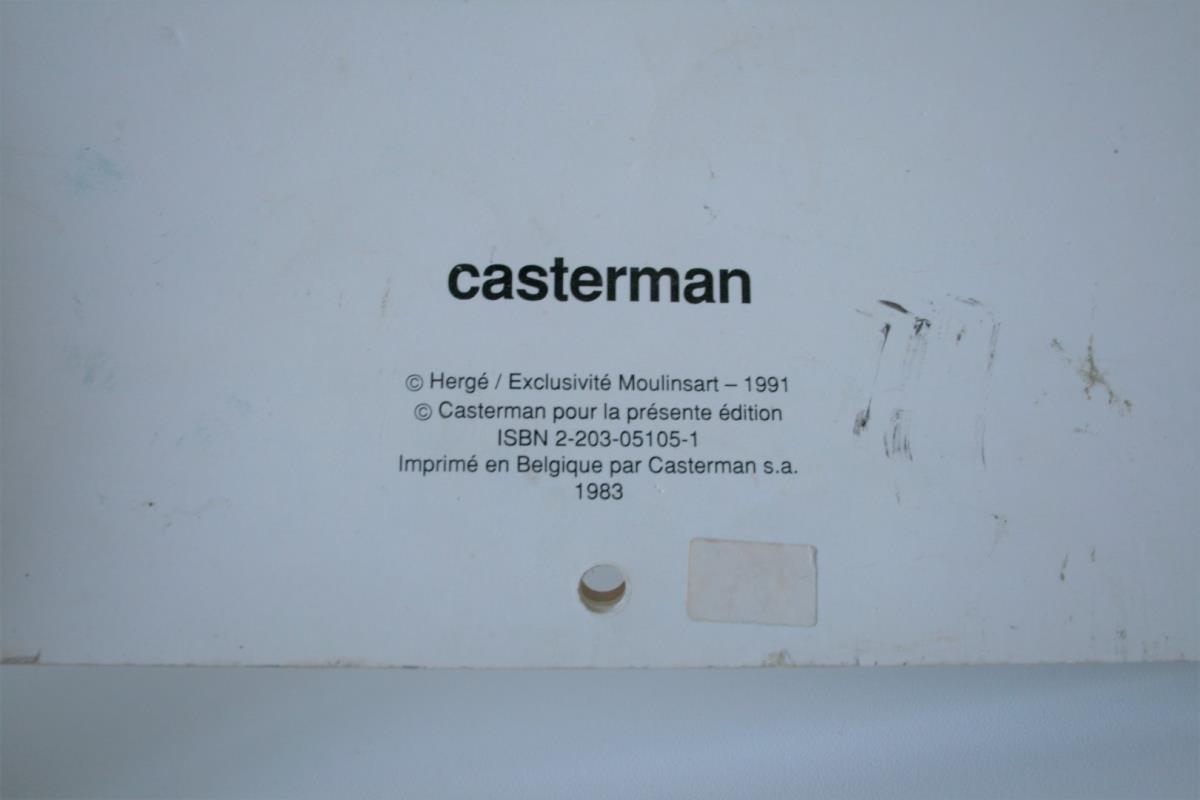 casterman
© Hergé / Exclusivité Moulinsart – 1991
© Casterman pour la présente édition
ISBN 2-203-05105-1
Imprimé en Belgique par Casterman s.a.
1983